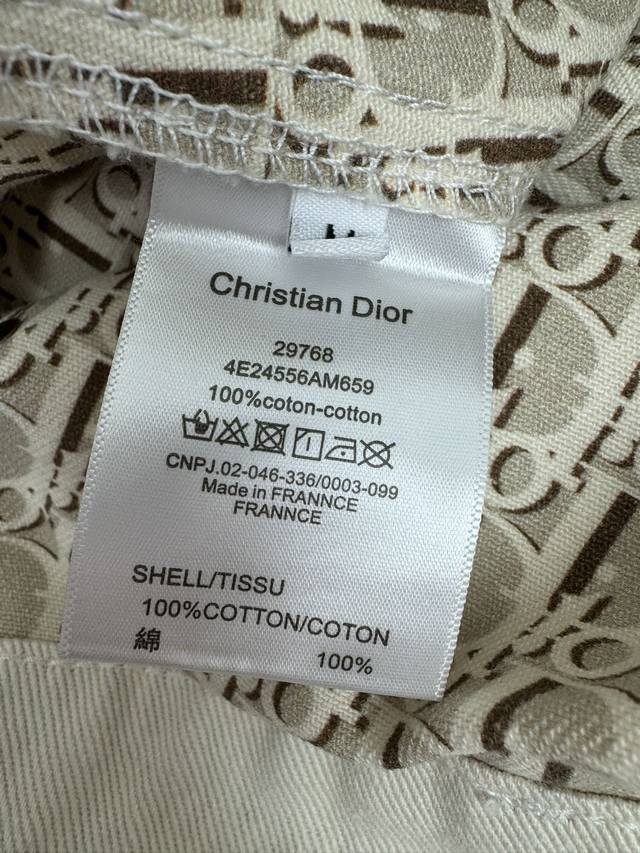 Christian Dior
29768
4E24556AM659
100%coton-cotton
CNPJ.02-046-336/0003-099
Made in FRANNCE
FRANNCE
SHELL/TISSU
100%COTTON/COTON
綿 100%